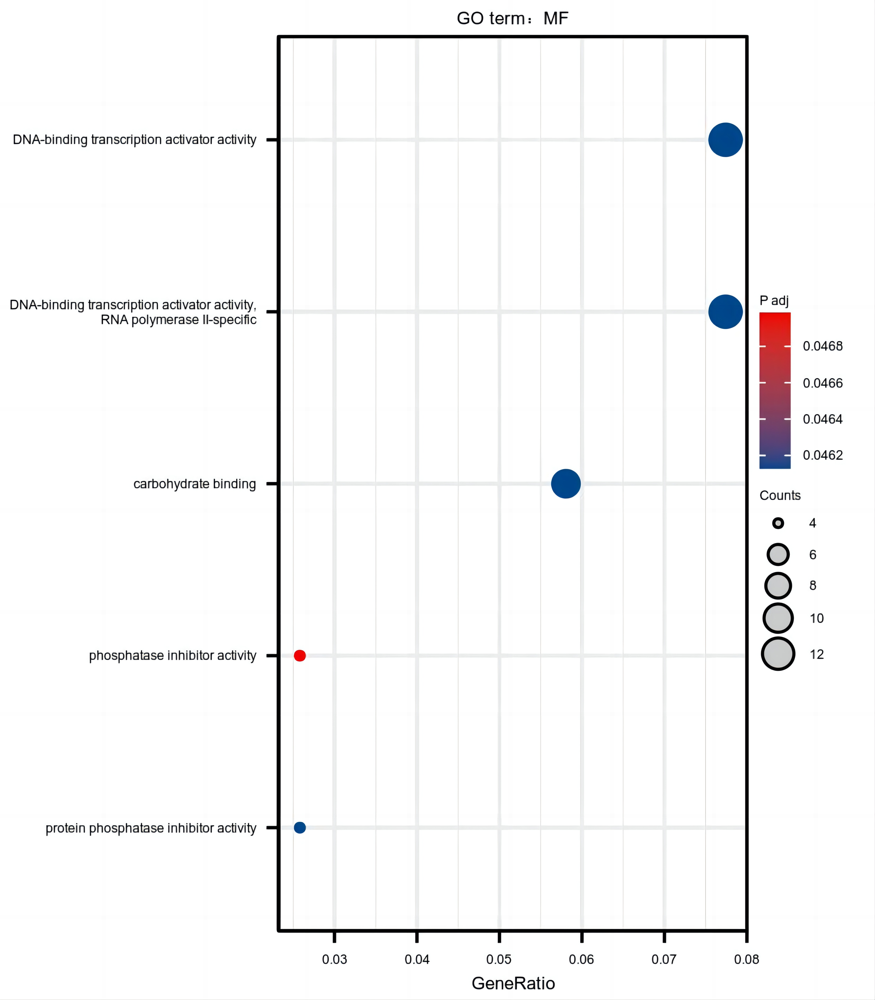 GO term：MF
DNA-binding transcription activator activity
DNA-binding transcription activator activity,
RNA polymerase II-specific
carbohydrate binding
phosphatase inhibitor activity
protein phosphatase inhibitor activity
0.03 0.04 0.05 0.06 0.07 0.08
GeneRatio
P adj
0.0468
0.0466
0.0464
0.0462
Counts
4
6
8
10
12